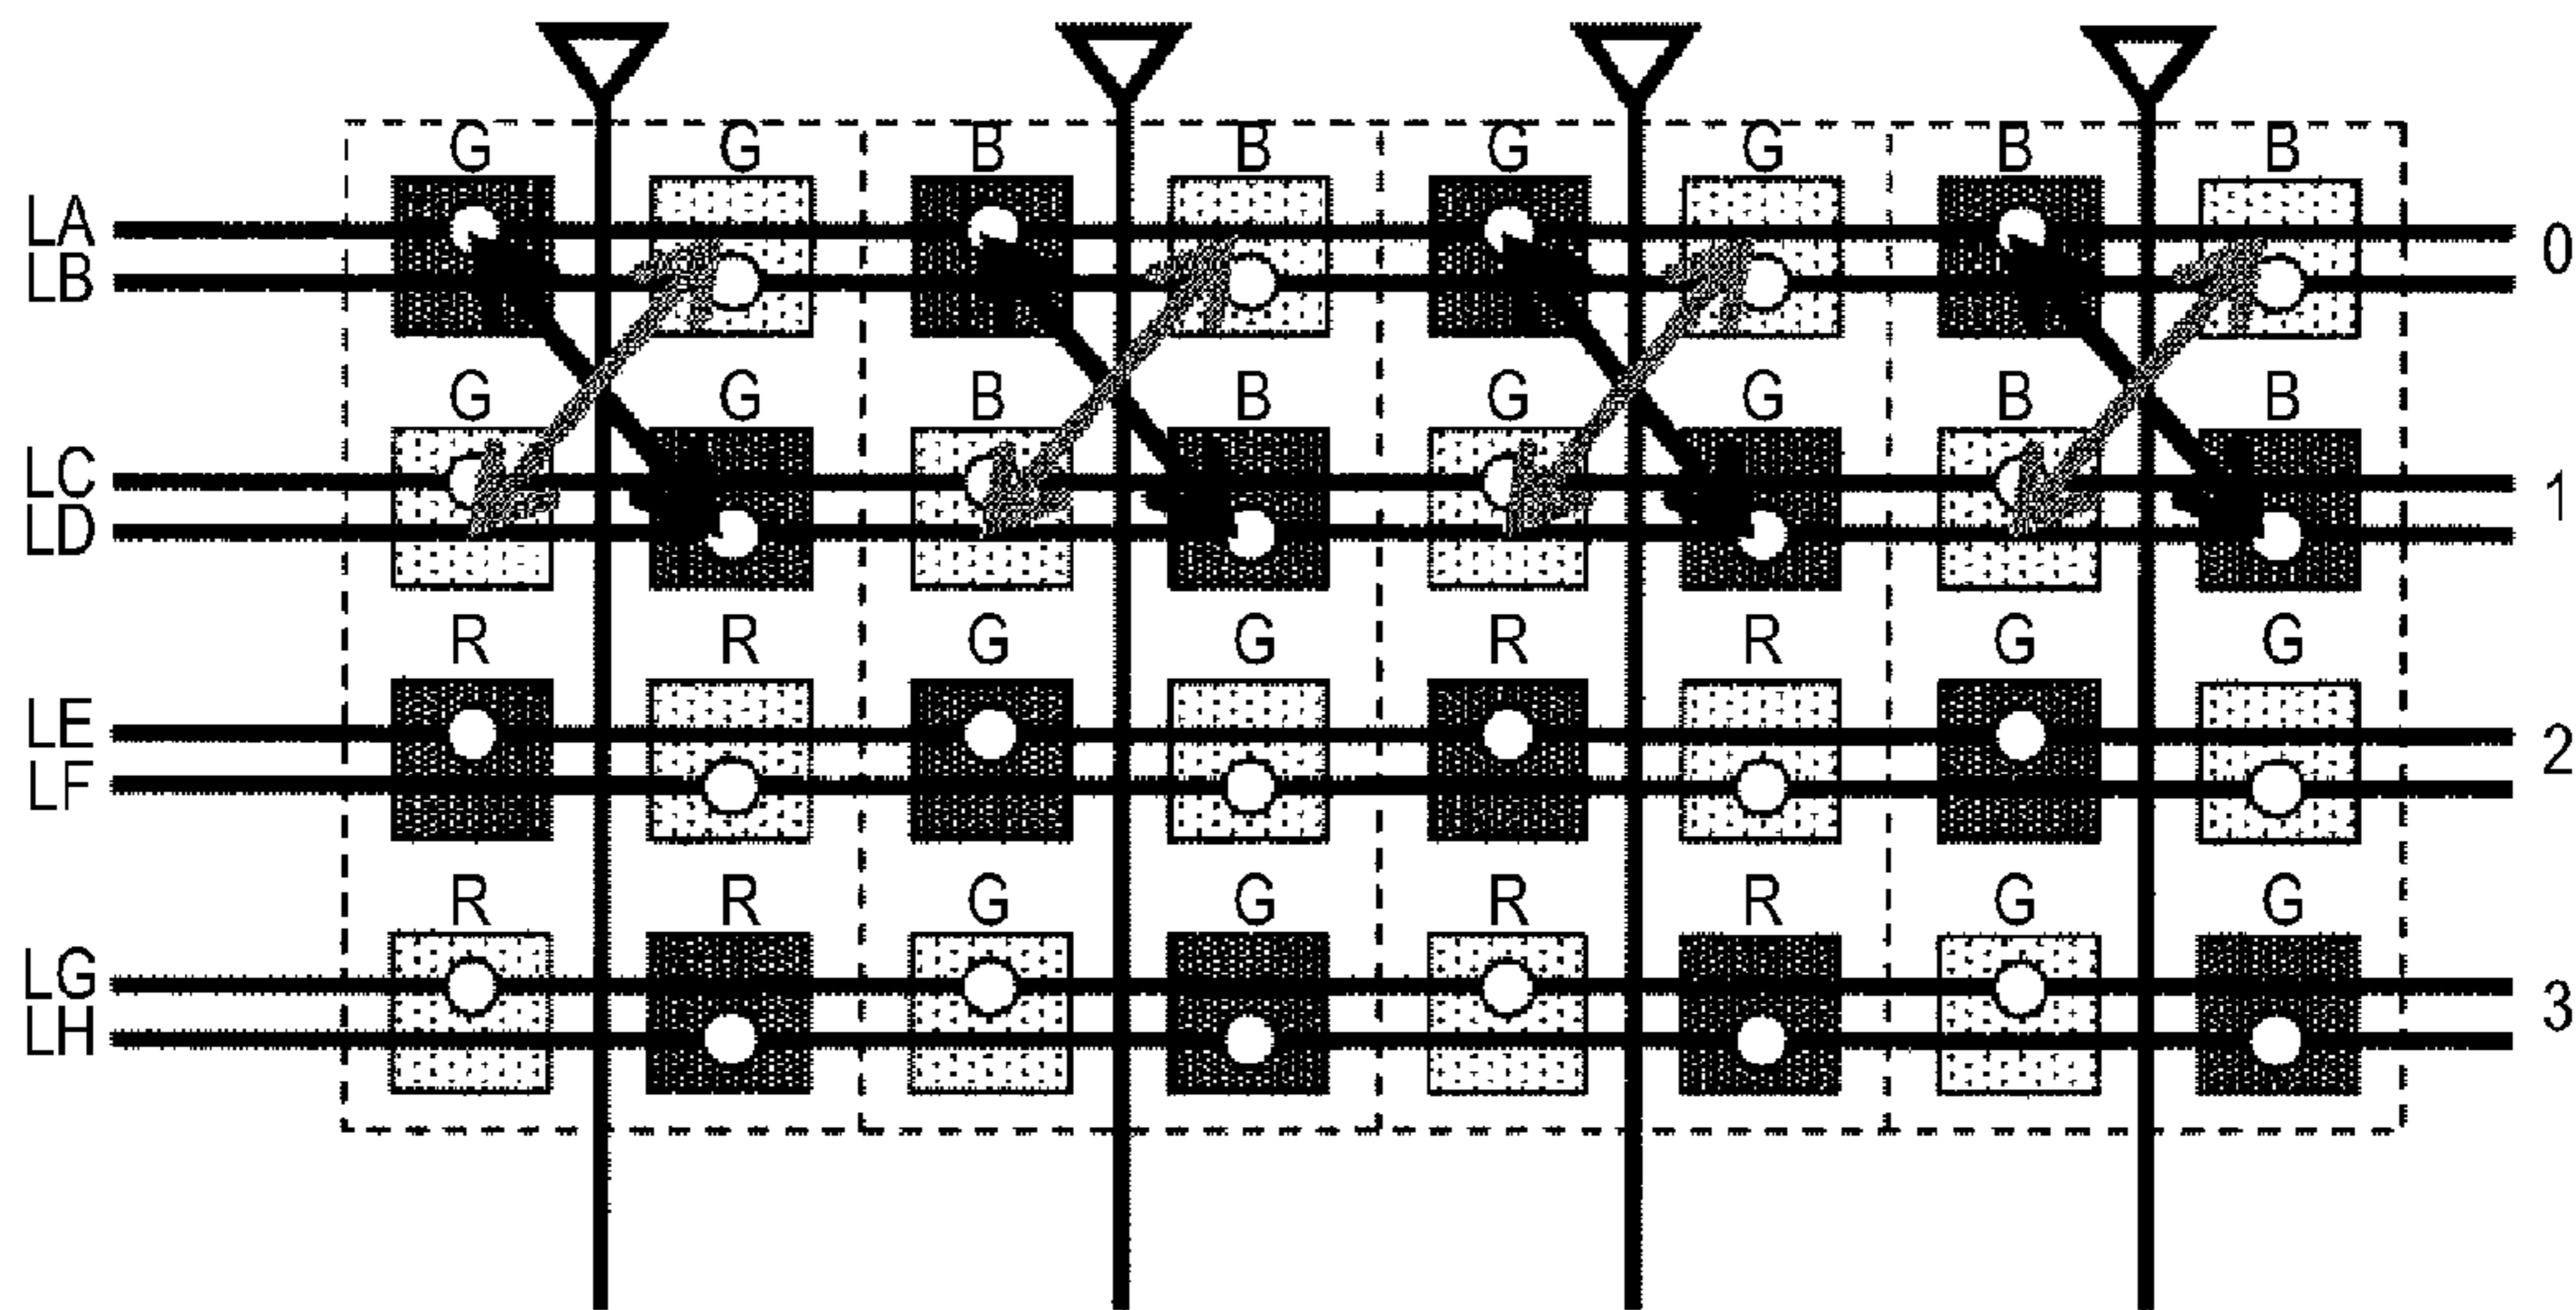 G G B B G G B B
LA
LB 0
G G B B G G B B
LC 1
LD
R R G G R R G G
LE
LF 2
R R G G R R G G
LG
LH 3